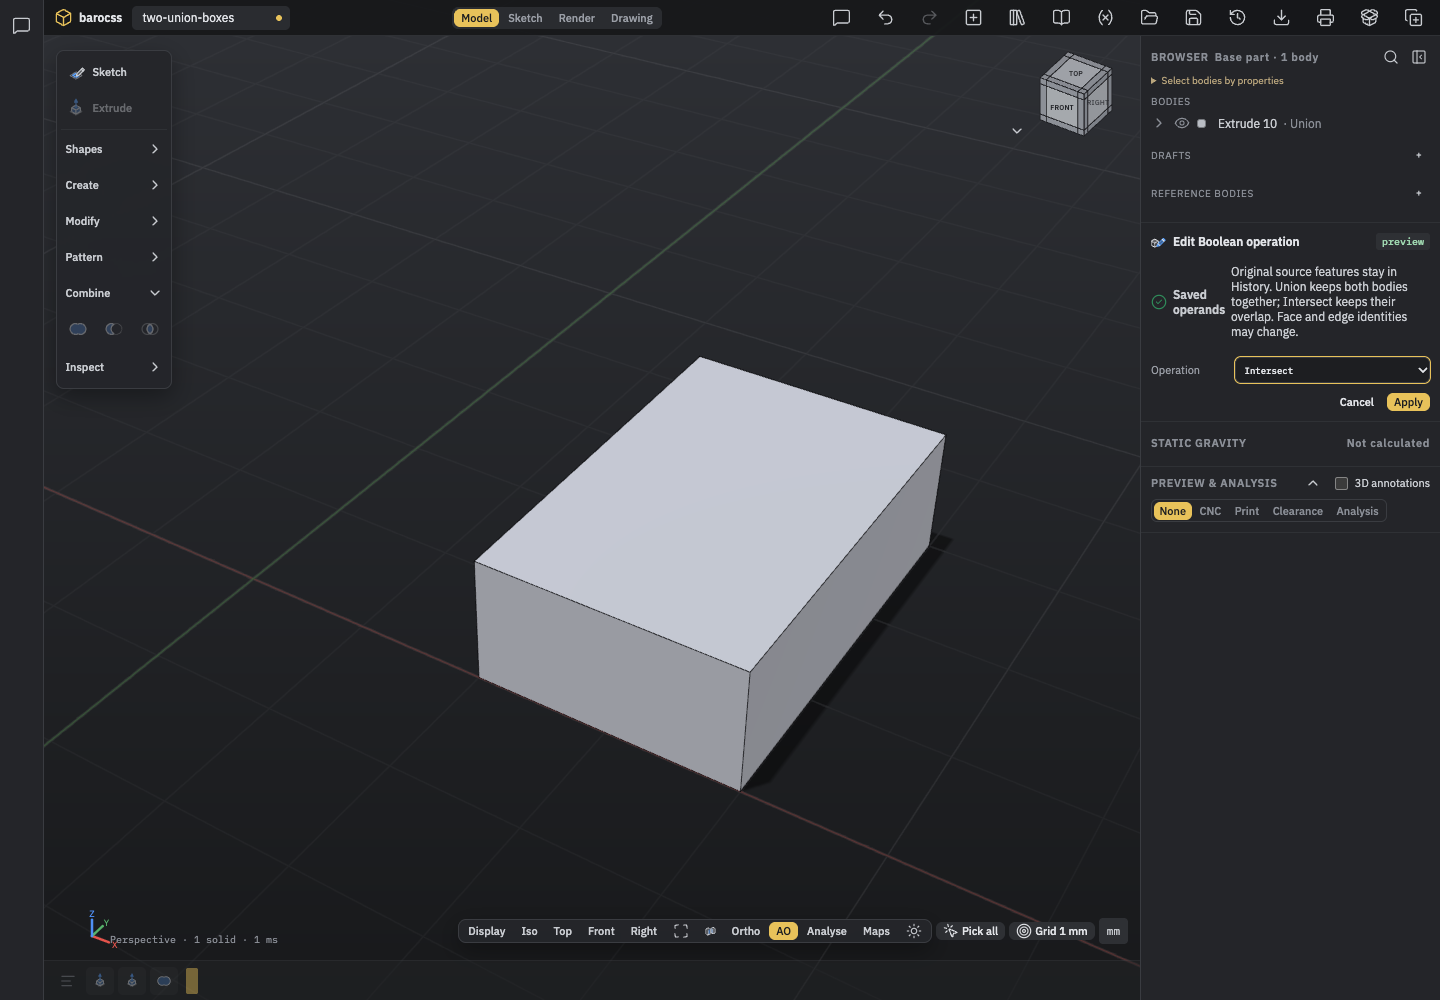 barocss
two-union-boxes
Model
Sketch
Render
Drawing
Sketch
Extrude
Shapes
Create
Modify
Pattern
Combine
Inspect
TOP
FRONT
RIGHT
BROWSER Base part · 1 body
Select bodies by properties
BODIES
Extrude 10 · Union
DRAFTS
REFERENCE BODIES
Edit Boolean operation
preview
Saved operands
Original source features stay in
History. Union keeps both bodies
together; Intersect keeps their
overlap. Face and edge identities
may change.
Operation
Intersect
Cancel
Apply
STATIC GRAVITY
Not calculated
PREVIEW & ANALYSIS
3D annotations
None
CNC
Print
Clearance
Analysis
Z
Y
X
Perspective · 1 solid · 1 ms
Display
Iso
Top
Front
Right
Ortho
AO
Analyse
Maps
Pick all
Grid 1 mm
mm